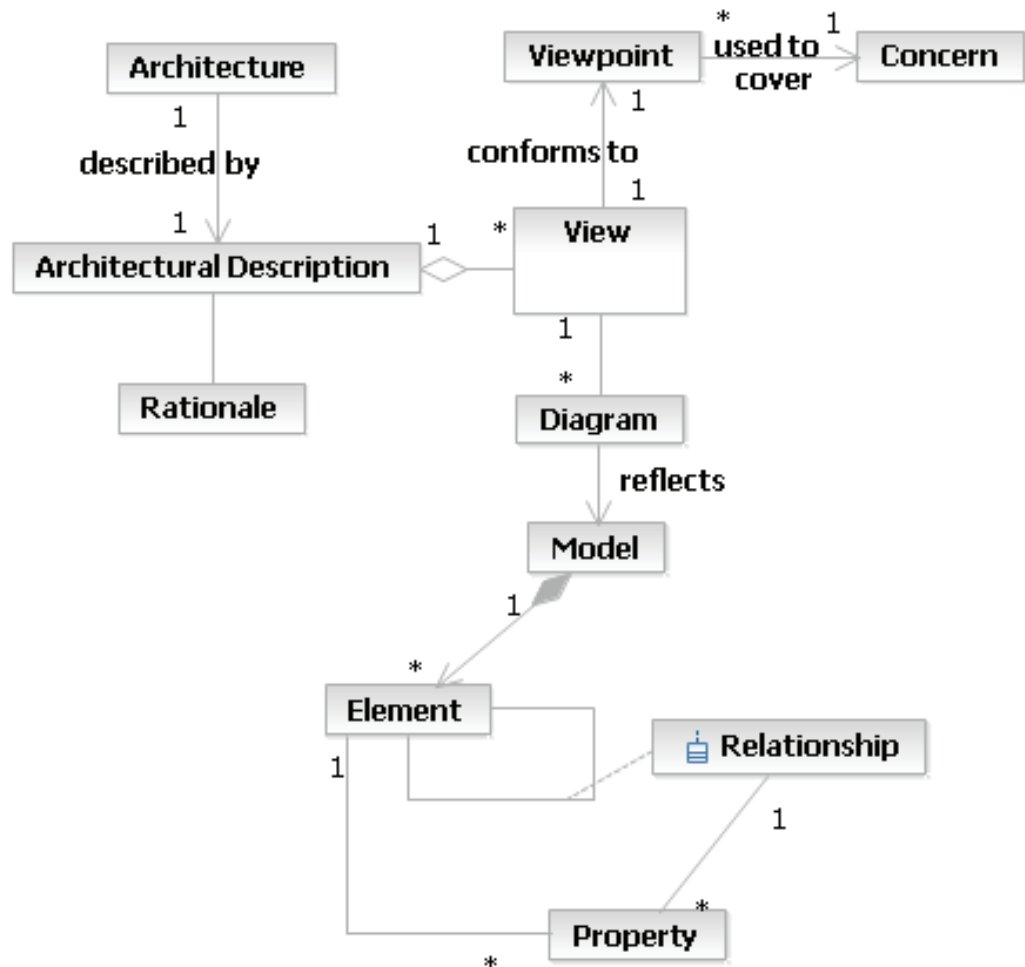 Architecture
1
described by
1
Architectural Description
Rationale
1
*
View
1
conforms to
1
Viewpoint
*
used to
cover
1
Concern
1
*
Diagram
reflects
Model
1
*
Element
1
Relationship
1
*
Property
*